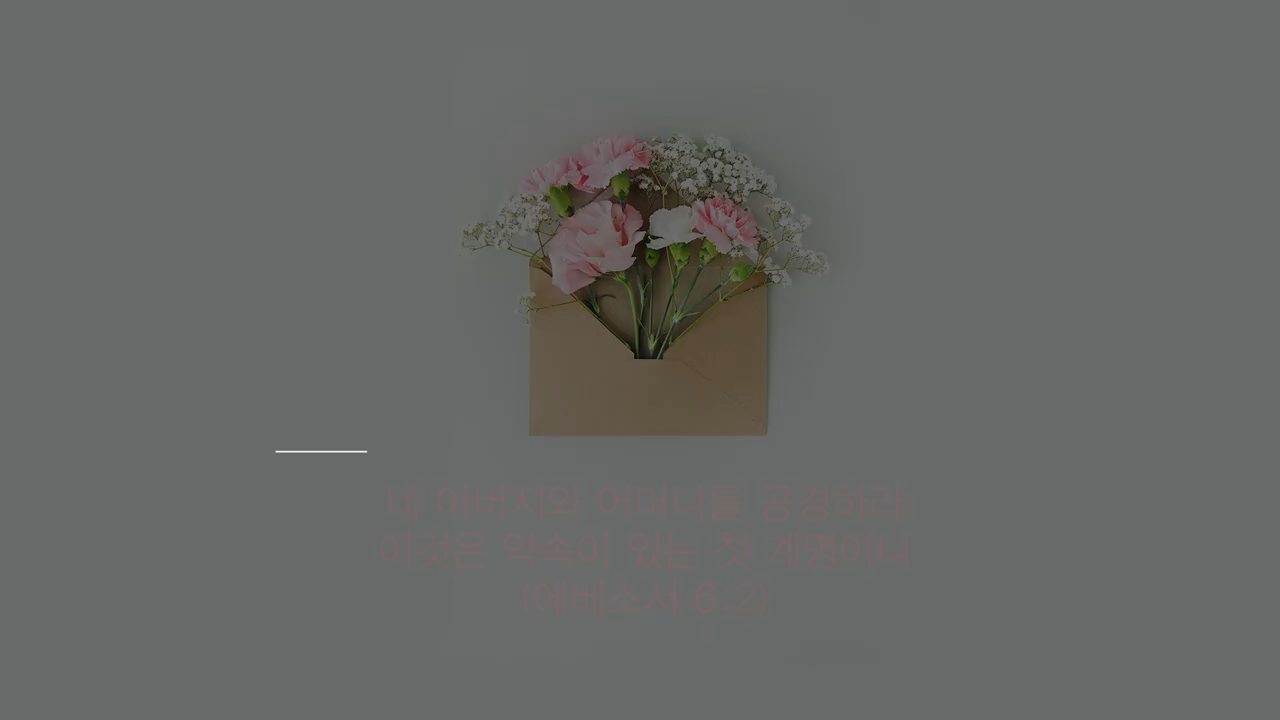 네 아버지와 어머니를 공경하라
이것은 약속이 있는 첫 계명이니
(에베소서 6:2)